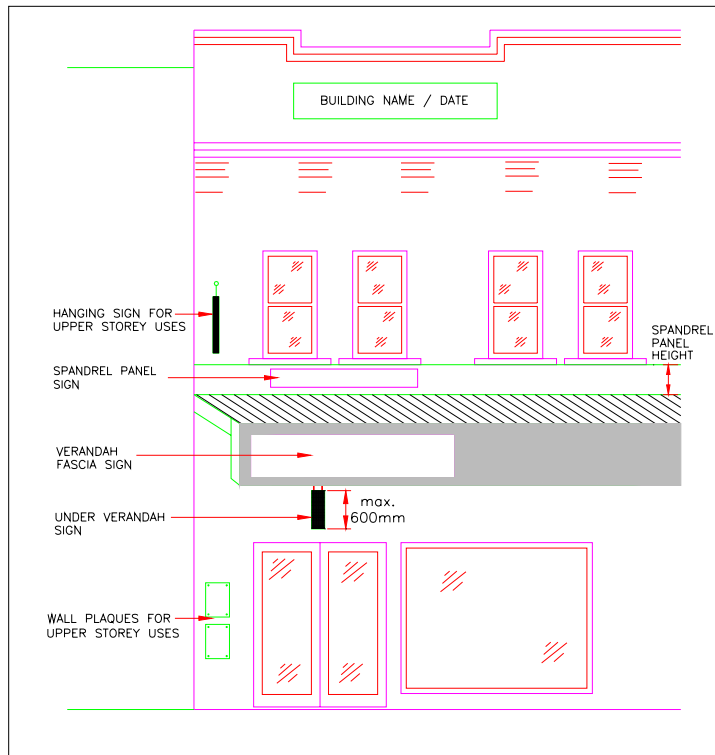 BUILDING NAME / DATE
HANGING SIGN FOR
UPPER STOREY USES
SPANDREL
PANEL
HEIGHT
SPANDREL PANEL
SIGN
VERANDAH
FASCIA SIGN
max.
600mm
UNDER VERANDAH
SIGN
WALL PLAQUES FOR
UPPER STOREY USES